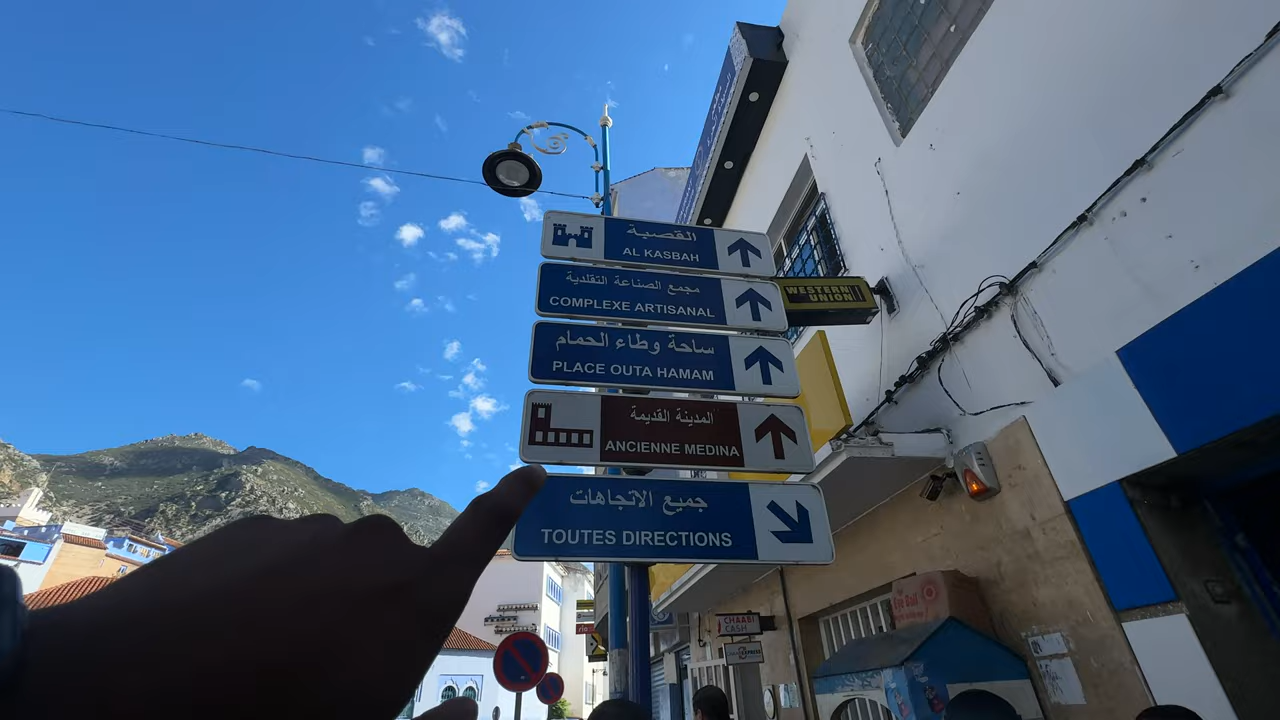 القصبة
AL KASBAH
مجمع الصناعة التقلدية
COMPLEXE ARTISANAL
WESTERN
UNION
ساحة وطاء الحمام
PLACE OUTA HAMAM
المدينة القديمة
ANCIENNE MEDINA
جميع الاتجاهات
TOUTES DIRECTIONS
CHAABI
CASH